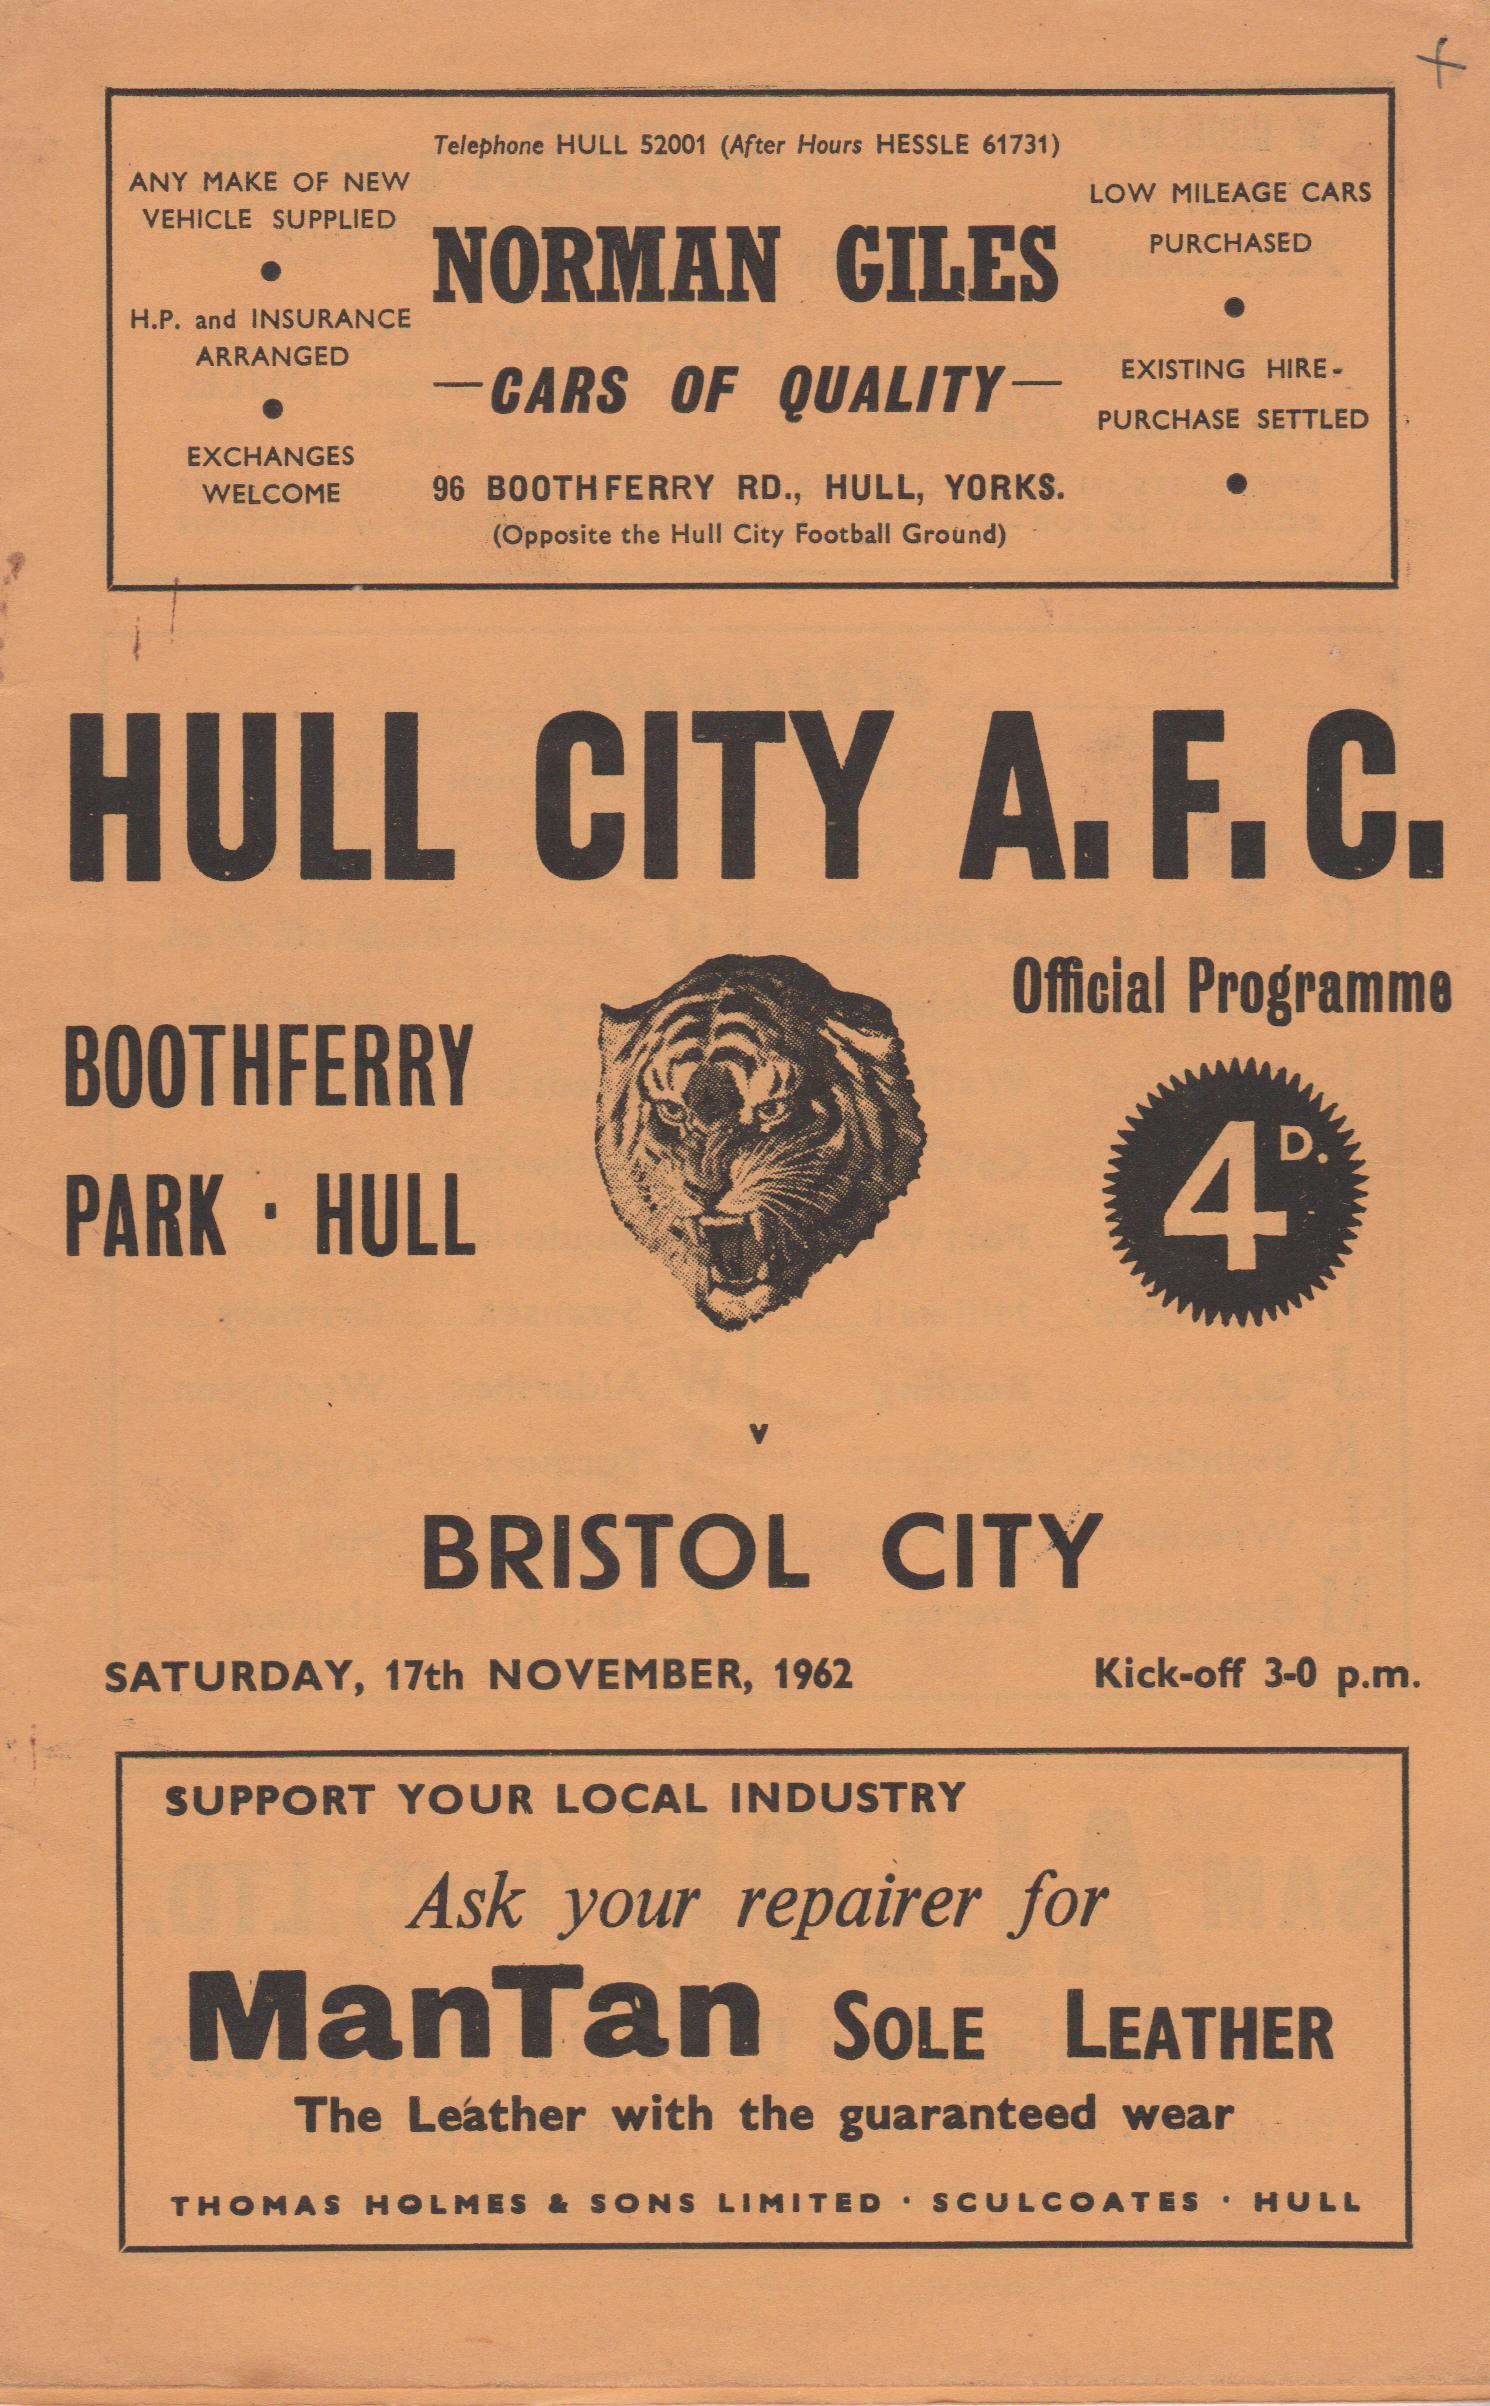 Telephone HULL 52001 (After Hours HESSLE 61731)
ANY MAKE OF NEW
VEHICLE SUPPLIED
●
H.P. and INSURANCE
ARRANGED
●
EXCHANGES
WELCOME
NORMAN GILES
—CARS OF QUALITY—
96 BOOTHFERRY RD., HULL, YORKS.
(Opposite the Hull City Football Ground)
LOW MILEAGE CARS
PURCHASED
●
EXISTING HIRE-
PURCHASE SETTLED
●
HULL CITY A.F.C.
BOOTHFERRY
PARK · HULL
Official Programme
4D.
v
BRISTOL CITY
SATURDAY, 17th NOVEMBER, 1962 Kick-off 3-0 p.m.
SUPPORT YOUR LOCAL INDUSTRY
Ask your repairer for
ManTan SOLE LEATHER
The Leather with the guaranteed wear
THOMAS HOLMES & SONS LIMITED · SCULCOATES · HULL